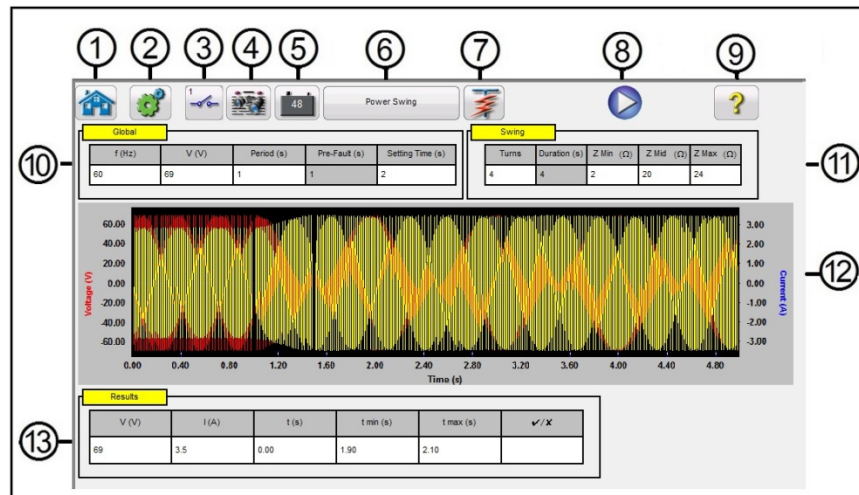 1 2 3 4 5 6 7 8 9
1 48 Power Swing ?
Global
f (Hz) V (V) Period (s) Pre-Fault (s) Setting Time (s)
60 69 1 1 2
10
Swing
Turns Duration (s) Z Min (Ω) Z Mid (Ω) Z Max (Ω)
4 4 2 20 24
11
Voltage (V)
60.00
40.00
20.00
0.00
-20.00
-40.00
-60.00
3.00
2.00
1.00
0.00
-1.00
-2.00
-3.00
Current (A)
12
0.00 0.40 0.80 1.20 1.60 2.00 2.40 2.80 3.20 3.60 4.00 4.40 4.80
Time (s)
Results
V (V) I (A) t (s) t min (s) t max (s) ✔/✘
69 3.5 0.00 1.90 2.10
13